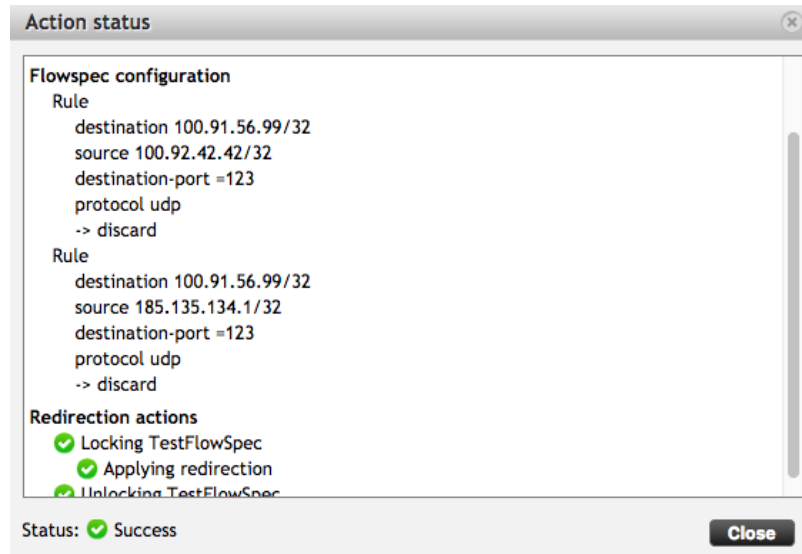 Action status
Flowspec configuration
Rule
destination 100.91.56.99/32
source 100.92.42.42/32
destination-port =123
protocol udp
-> discard
Rule
destination 100.91.56.99/32
source 185.135.134.1/32
destination-port =123
protocol udp
-> discard
Redirection actions
Locking TestFlowSpec
Applying redirection
Unlocking TestFlowSpec
Status: Success
Close